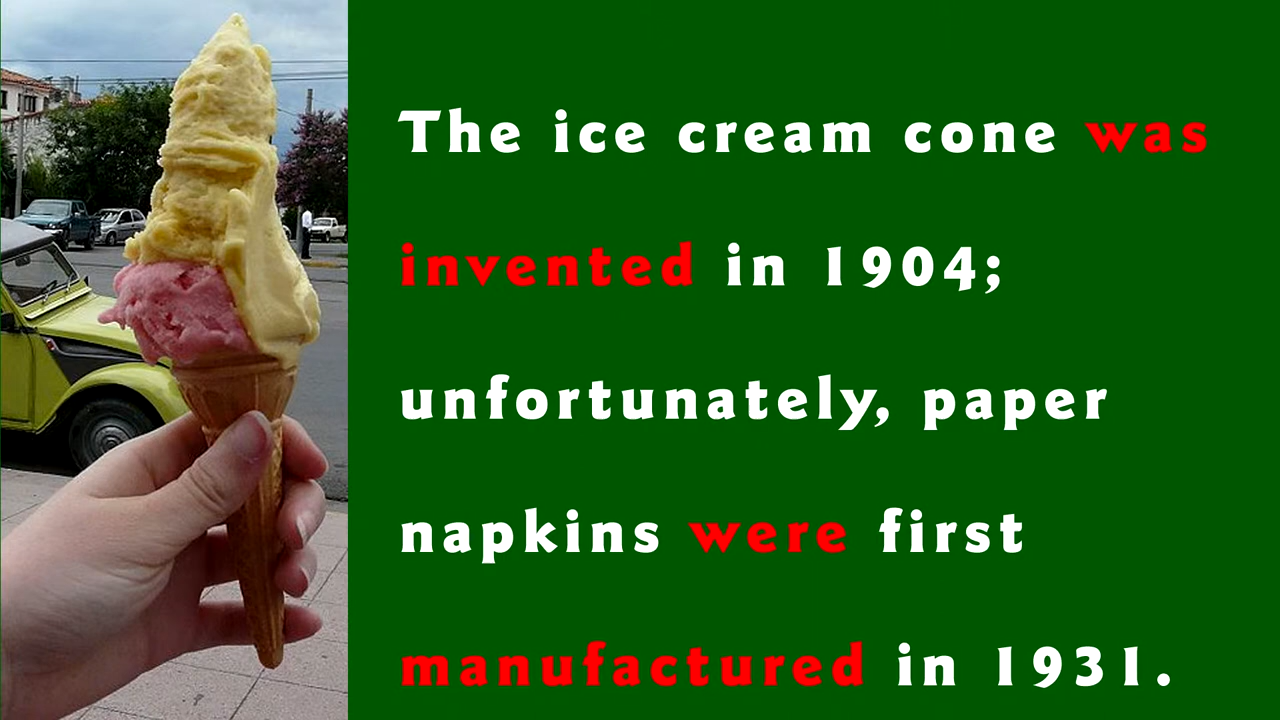 The ice cream cone was
invented in 1904;
unfortunately, paper
napkins were first
manufactured in 1931.